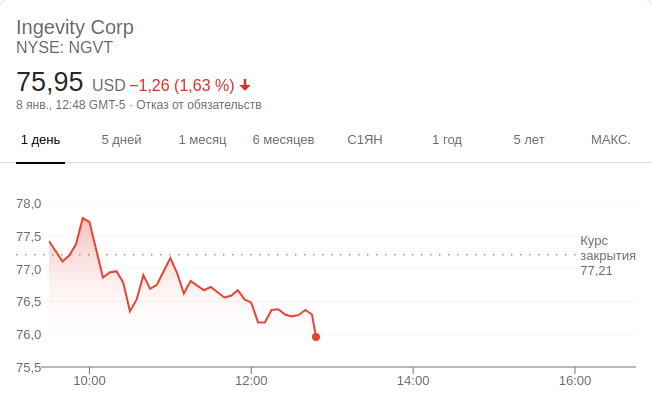 Ingevity Corp
NYSE: NGVT
75,95 USD −1,26 (1,63 %)
8 янв., 12:48 GMT-5 · Отказ от обязательств
1 день 5 дней 1 месяц 6 месяцев С1ЯН 1 год 5 лет МАКС.
78,0
77,5
77,0
76,5
76,0
75,5
Курс
закрытия
77,21
10:00 12:00 14:00 16:00